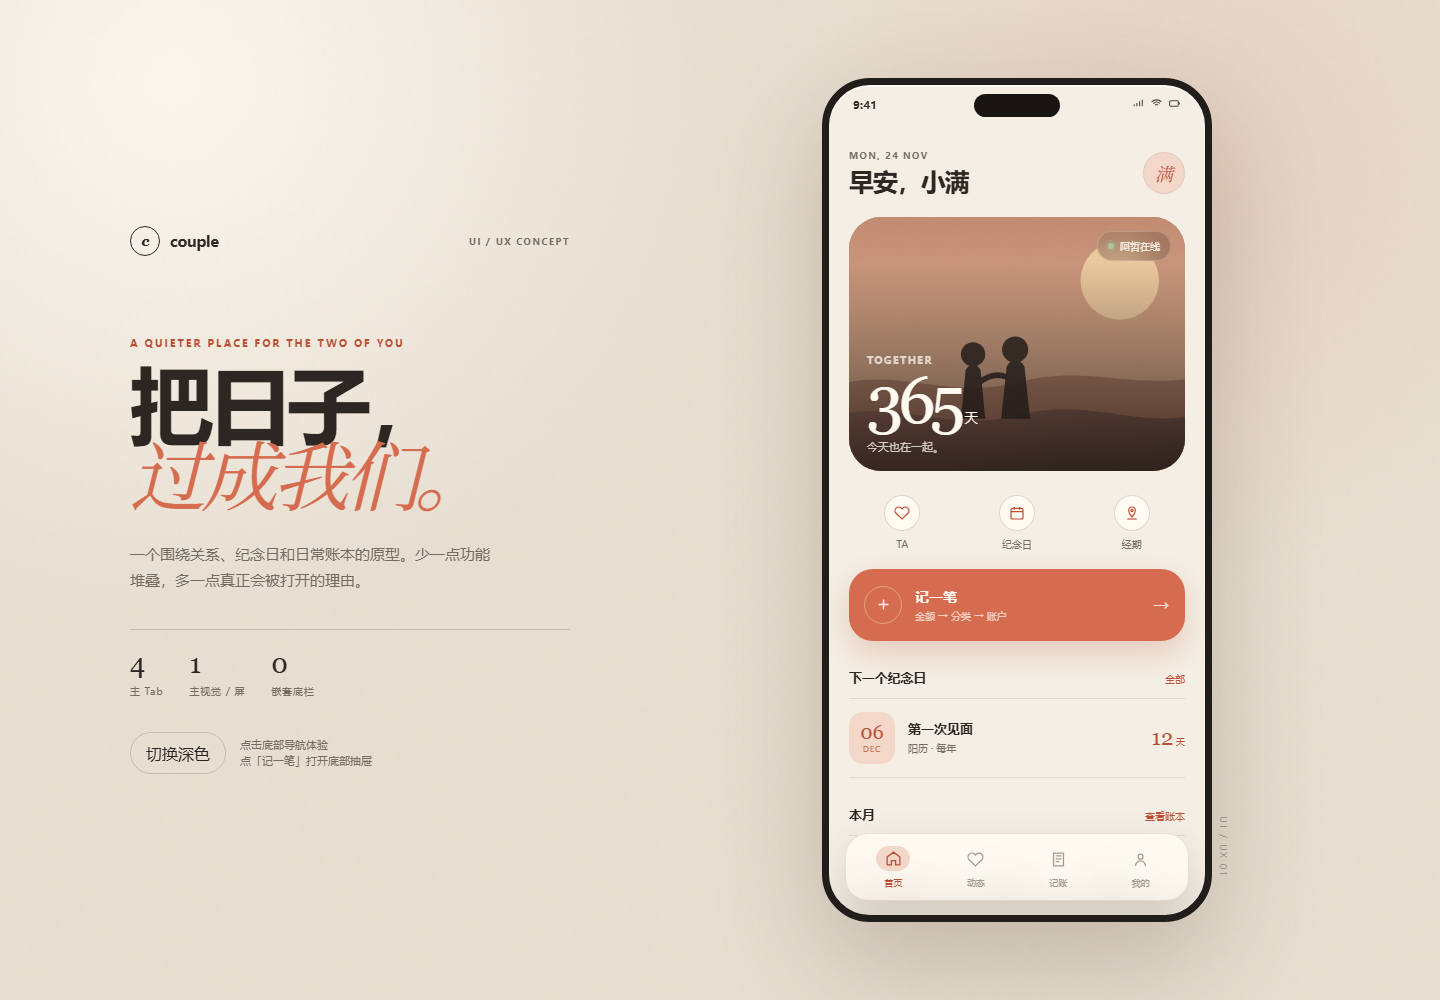 c couple
UI / UX CONCEPT
A QUIETER PLACE FOR THE TWO OF YOU
把日子，
过成我们。
一个围绕关系、纪念日和日常账本的原型。少一点功能
堆叠，多一点真正会被打开的理由。
4
主 Tab
1
主视觉 / 屏
0
嵌套底栏
切换深色
点击底部导航体验
点「记一笔」打开底部抽屉
9:41
MON, 24 NOV
早安，小满
满
阿哲在线
TOGETHER
365天
今天也在一起。
TA
纪念日
经期
+
记一笔
金额 → 分类 → 账户
→
下一个纪念日
全部
06
DEC
第一次见面
阳历 · 每年
12 天
本月
查看账本
首页
动态
记账
我的
UI / UX 01